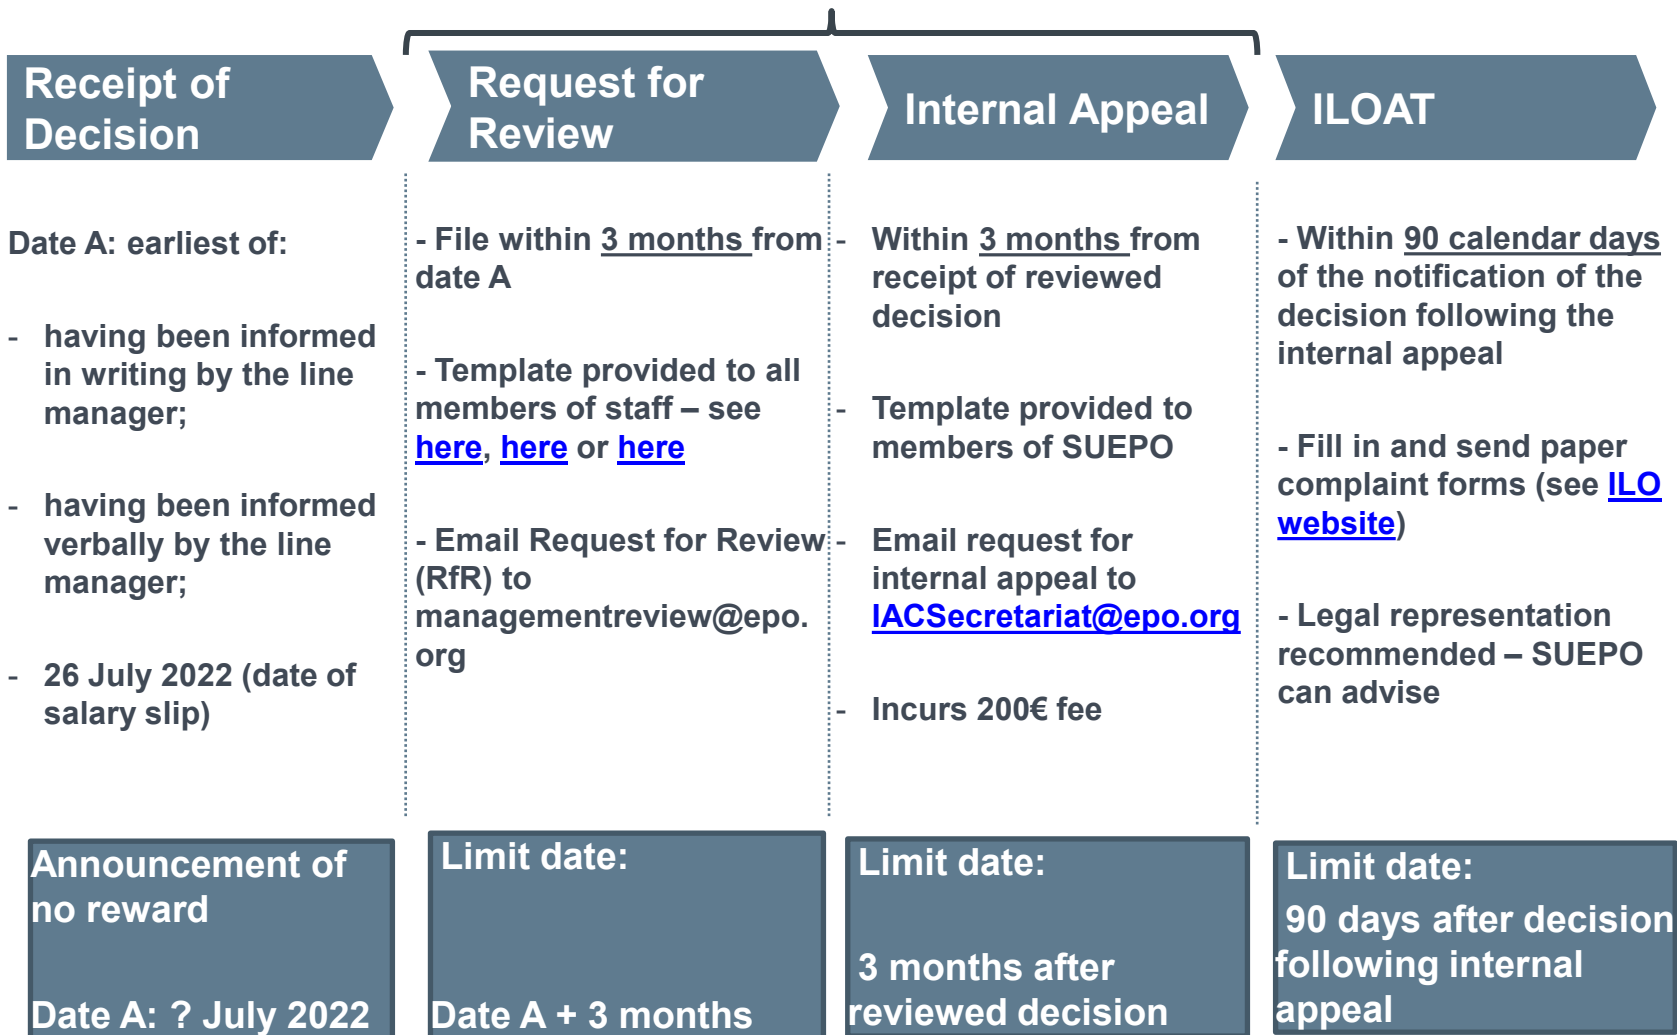 Receipt of
Decision
Request for
Review
Internal Appeal
ILOAT
Date A: earliest of:
- having been informed
in writing by the line
manager;
- having been informed
verbally by the line
manager;
- 26 July 2022 (date of
salary slip)
- File within 3 months from
date A
- Template provided to all
members of staff – see
here, here or here
- Email Request for Review
(RfR) to
managementreview@epo.
org
- Within 3 months from
receipt of reviewed
decision
- Template provided to
members of SUEPO
- Email request for
internal appeal to
IACSecretariat@epo.org
- Incurs 200€ fee
- Within 90 calendar days
of the notification of the
decision following the
internal appeal
- Fill in and send paper
complaint forms (see ILO
website)
- Legal representation
recommended – SUEPO
can advise
Announcement of
no reward
Date A: ? July 2022
Limit date:
Date A + 3 months
Limit date:
3 months after
reviewed decision
Limit date:
90 days after decision
following internal
appeal